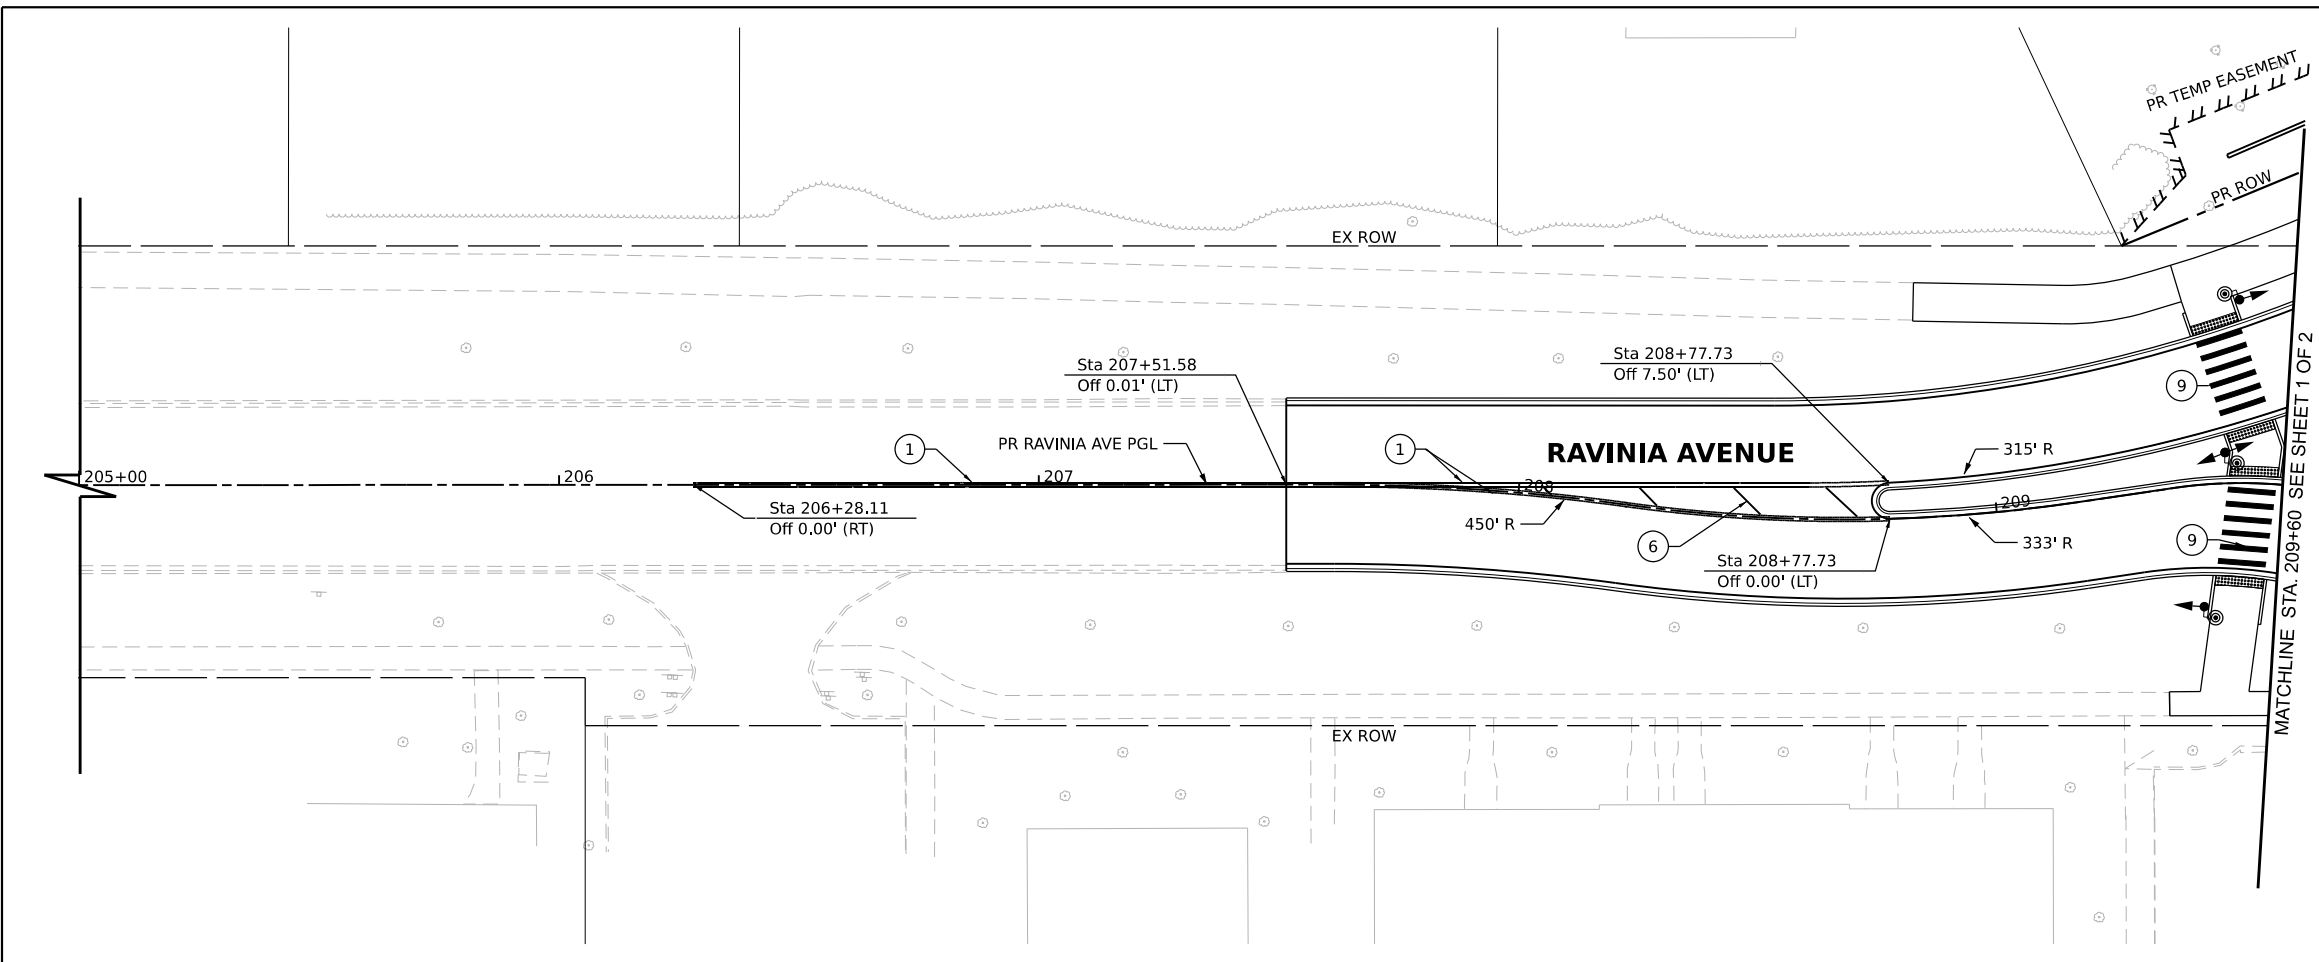 PR TEMP EASEMENT
PR ROW
EX ROW
Sta 207+51.58
Off 0.01' (LT)
Sta 208+77.73
Off 7.50' (LT)
9
1
PR RAVINIA AVE PGL
1
RAVINIA AVENUE
315' R
205+00
206
207
208
209
Sta 206+28.11
Off 0.00' (RT)
450' R
6
333' R
9
Sta 208+77.73
Off 0.00' (LT)
EX ROW
MATCHLINE STA. 209+60 SEE SHEET 1 OF 2